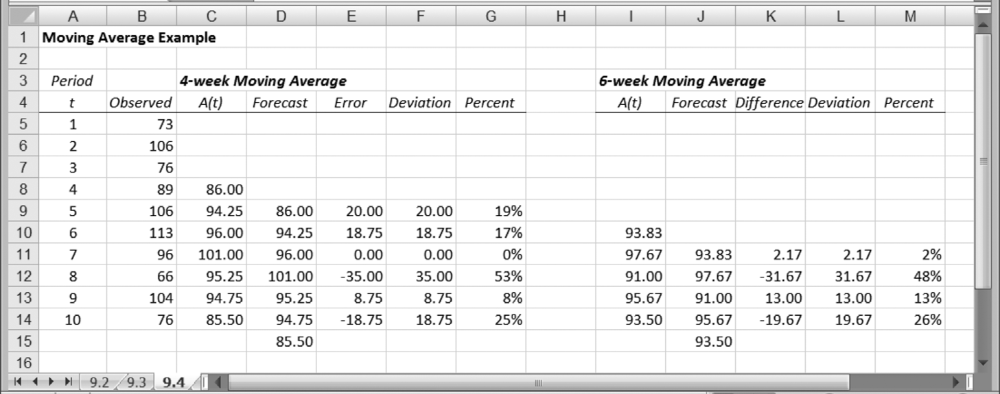 A B C D E F G H I J K L M
1 Moving Average Example
2
3 Period 4-week Moving Average 6-week Moving Average
4 t Observed A(t) Forecast Error Deviation Percent A(t) Forecast Difference Deviation Percent
5 1 73
6 2 106
7 3 76
8 4 89 86.00
9 5 106 94.25 86.00 20.00 20.00 19%
10 6 113 96.00 94.25 18.75 18.75 17% 93.83
11 7 96 101.00 96.00 0.00 0.00 0% 97.67 93.83 2.17 2.17 2%
12 8 66 95.25 101.00 -35.00 35.00 53% 91.00 97.67 -31.67 31.67 48%
13 9 104 94.75 95.25 8.75 8.75 8% 95.67 91.00 13.00 13.00 13%
14 10 76 85.50 94.75 -18.75 18.75 25% 93.50 95.67 -19.67 19.67 26%
15 85.50 93.50
16
9.2 9.3 9.4